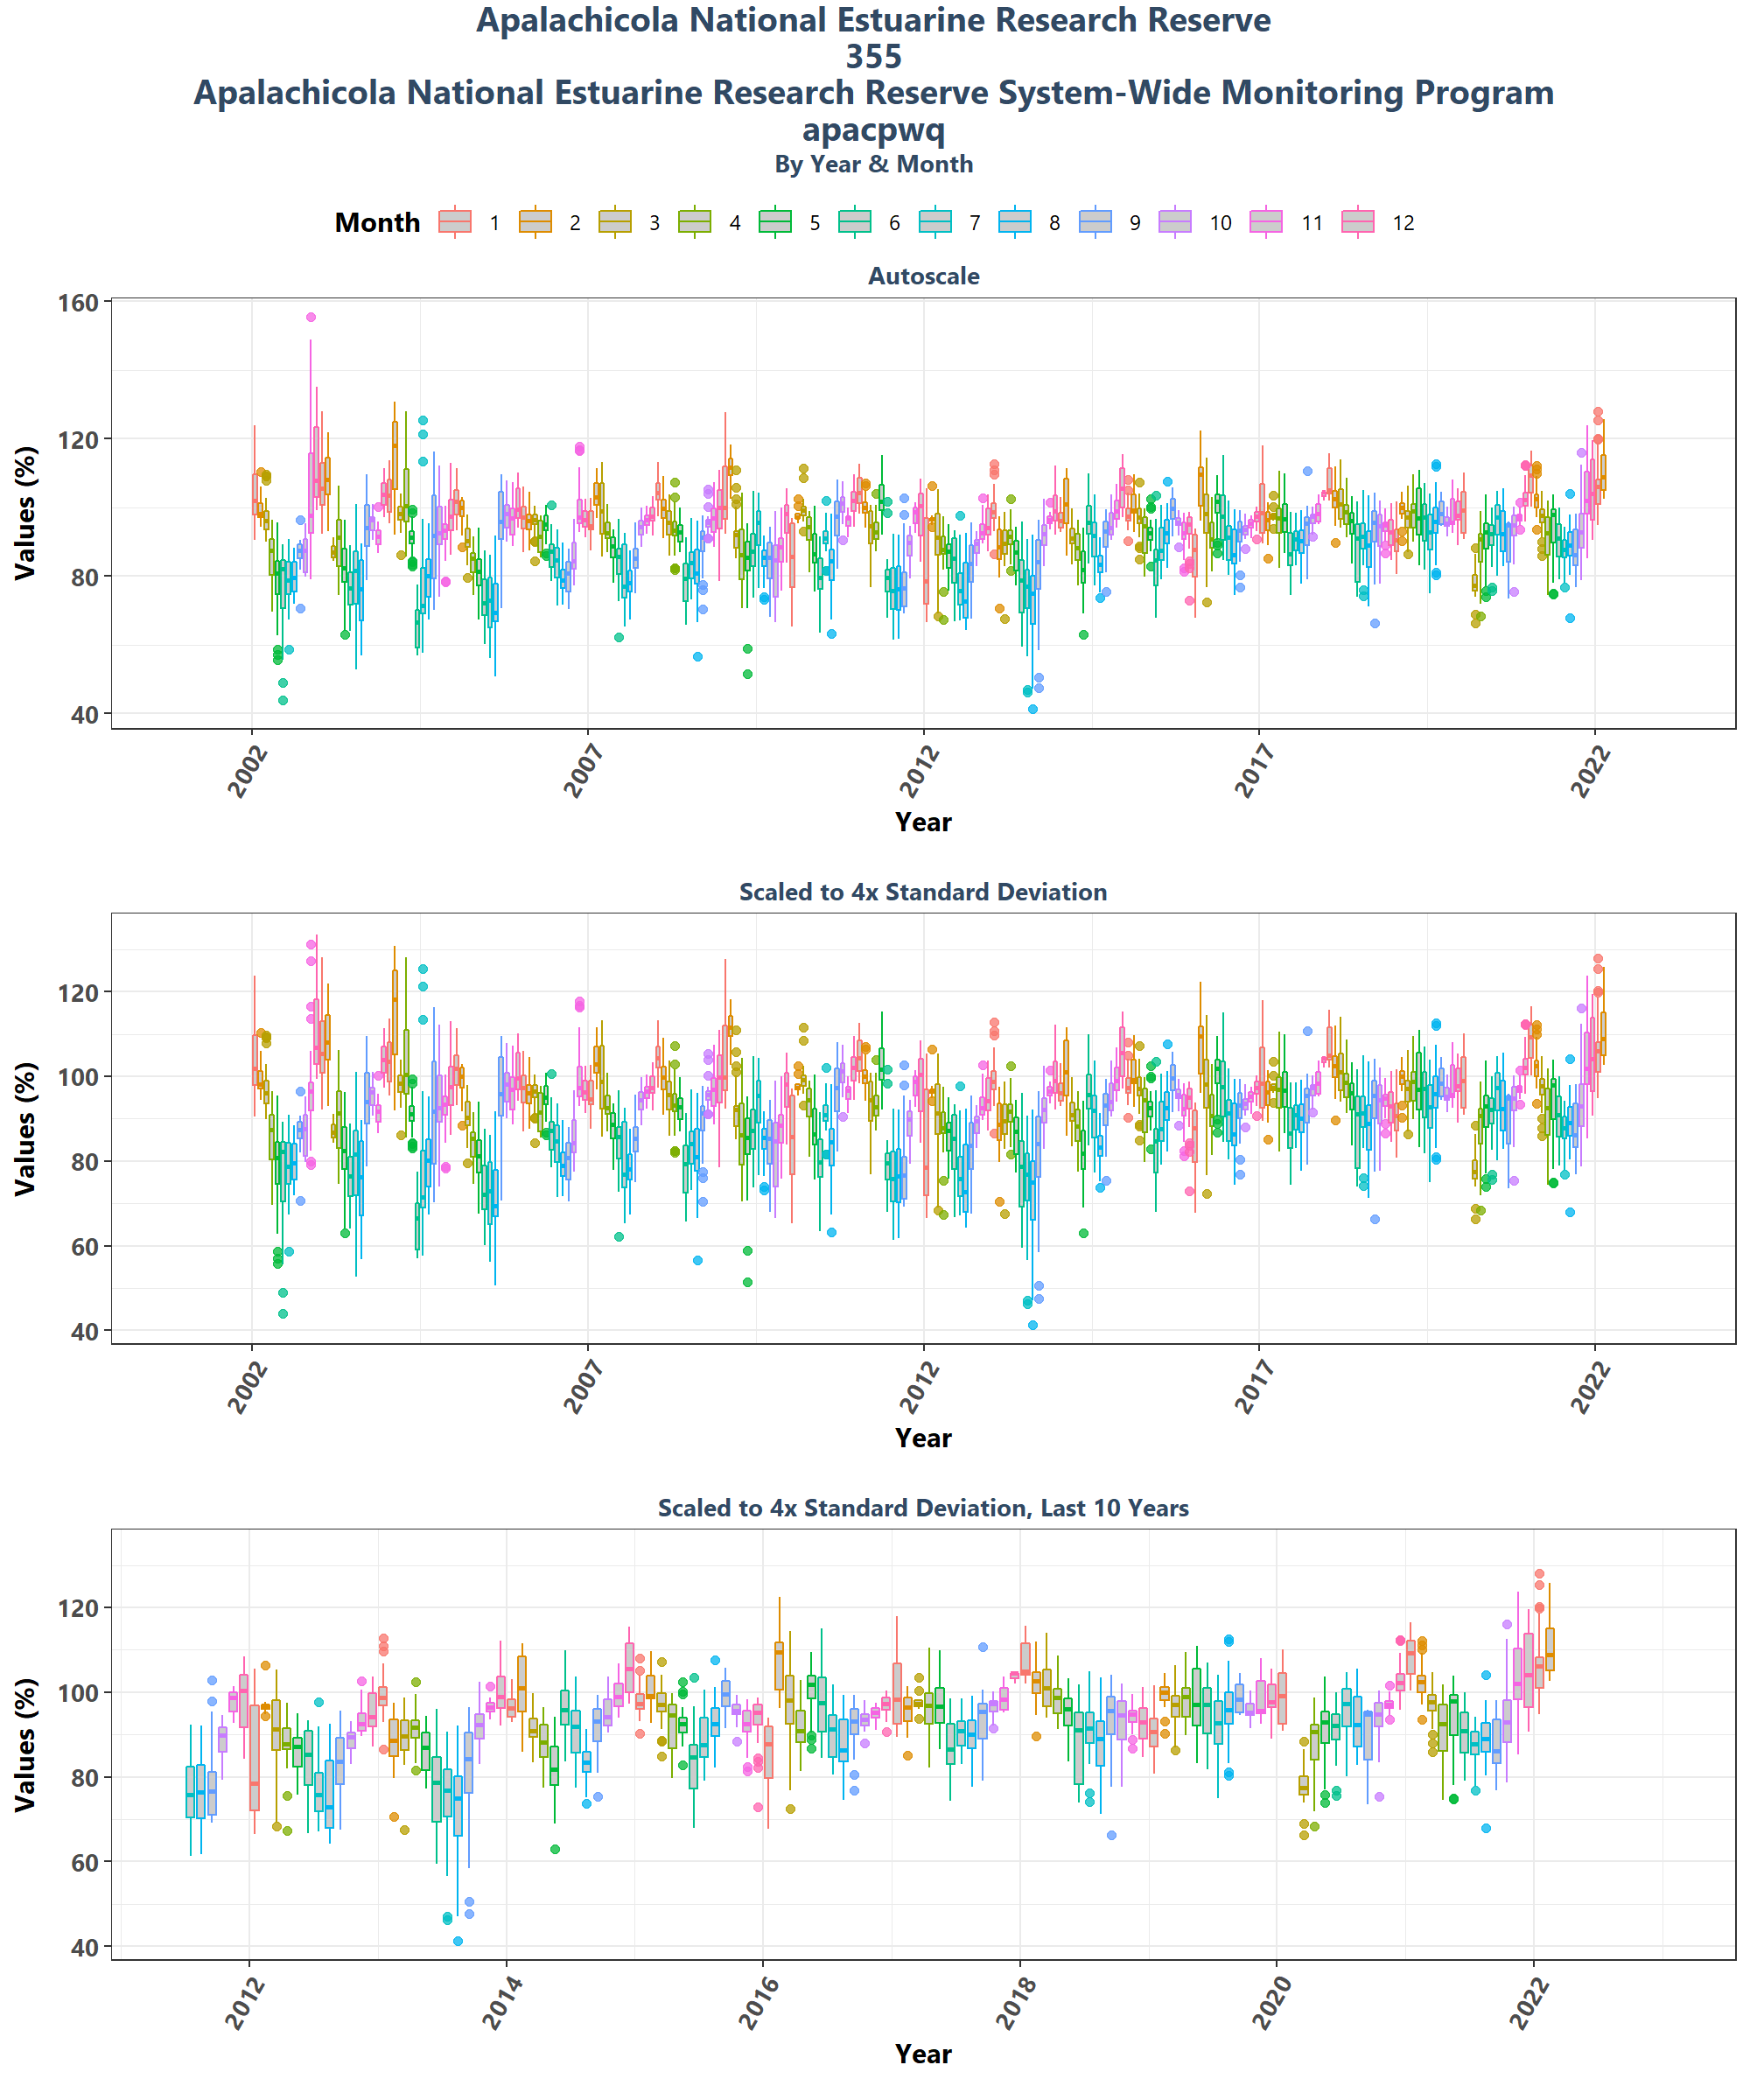 Apalachicola National Estuarine Research Reserve
355
Apalachicola National Estuarine Research Reserve System-Wide Monitoring Program
apacpwq
By Year & Month
Month 1 2 3 4 5 6 7 8 9 10 11 12
Autoscale
Values (%)
160
120
80
40
2002 2007 2012 2017 2022
Year
Scaled to 4x Standard Deviation
Values (%)
120
100
80
60
40
2002 2007 2012 2017 2022
Year
Scaled to 4x Standard Deviation, Last 10 Years
Values (%)
120
100
80
60
40
2012 2014 2016 2018 2020 2022
Year